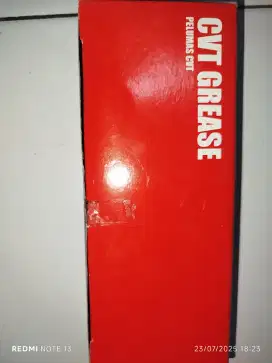 CVT GREASE
PELUMAS CVT
REDMI NOTE 13
23/07/2025 18:23